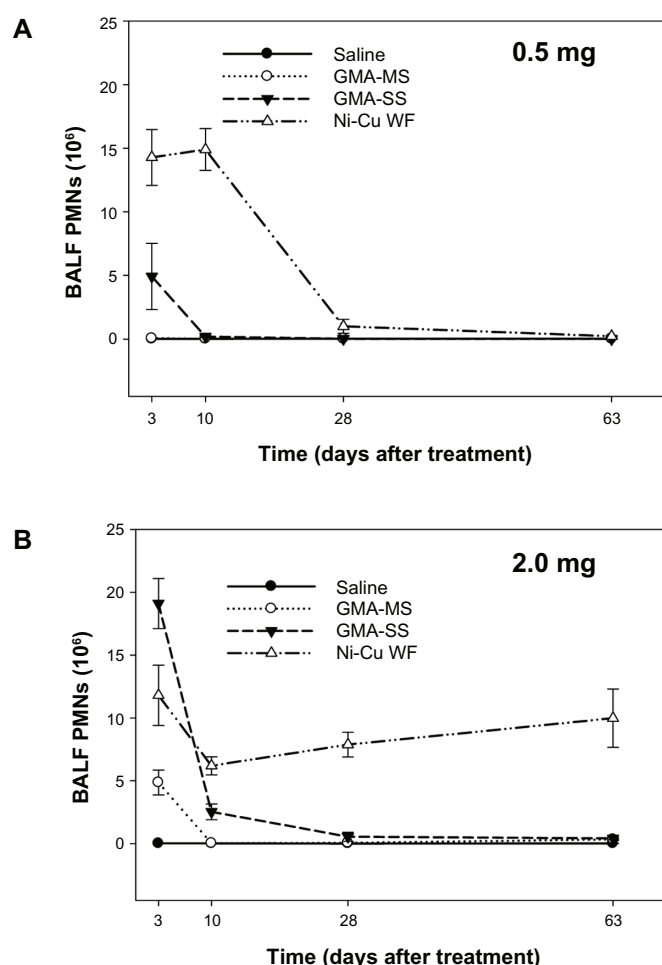 A
0.5 mg
Saline
GMA-MS
GMA-SS
Ni-Cu WF
BALF PMNs (10⁶)
25
20
15
10
5
0
3 10 28 63
Time (days after treatment)
B
2.0 mg
Saline
GMA-MS
GMA-SS
Ni-Cu WF
BALF PMNs (10⁶)
25
20
15
10
5
0
3 10 28 63
Time (days after treatment)